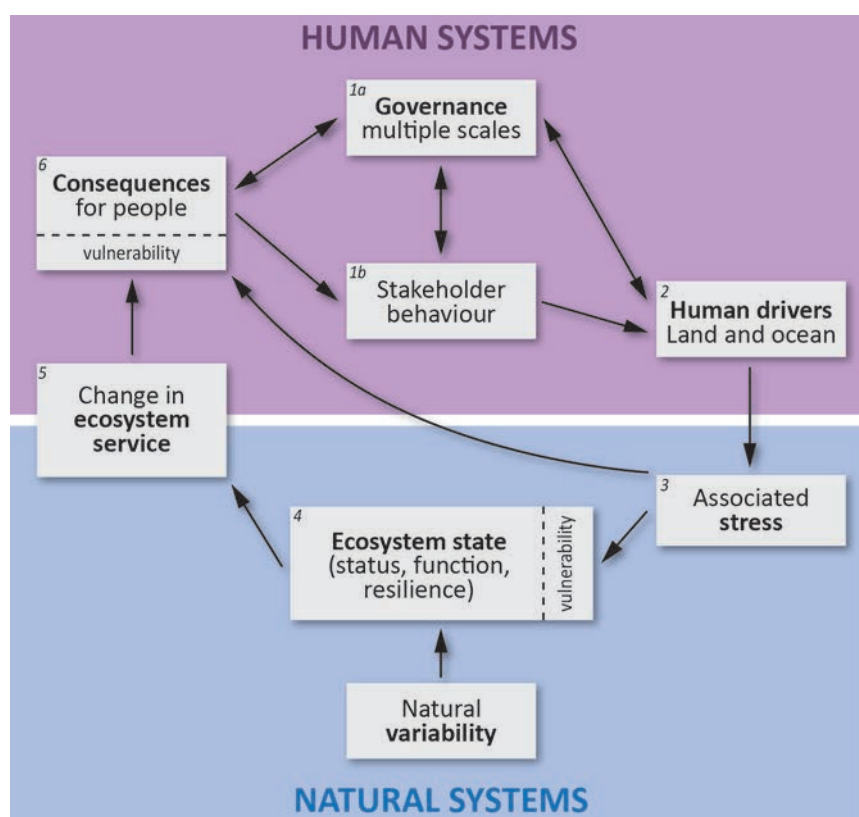 HUMAN SYSTEMS
1a
Governance
multiple scales
6
Consequences
for people
vulnerability
1b
Stakeholder
behaviour
2
Human drivers
Land and ocean
5
Change in
ecosystem
service
3
Associated
stress
4
Ecosystem state
(status, function,
resilience)
vulnerability
Natural
variability
NATURAL SYSTEMS